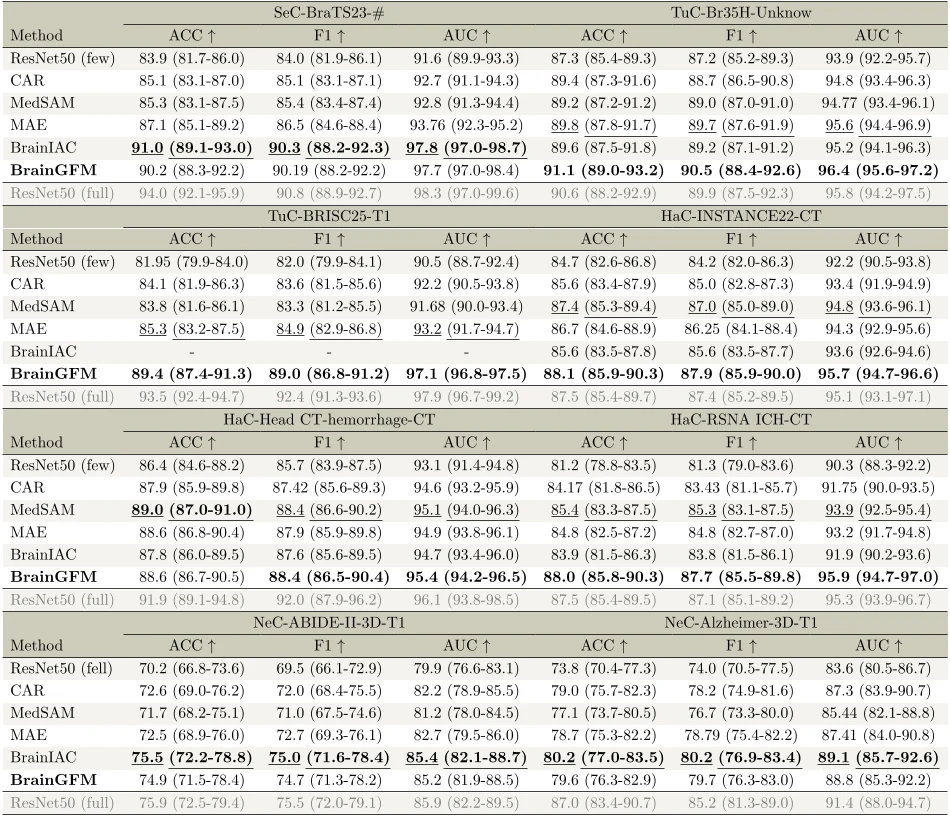 SeC-BraTS23-# TuC-Br35H-Unknow
Method ACC ↑ F1 ↑ AUC ↑ ACC ↑ F1 ↑ AUC ↑
ResNet50 (few) 83.9 (81.7-86.0) 84.0 (81.9-86.1) 91.6 (89.9-93.3) 87.3 (85.4-89.3) 87.2 (85.2-89.3) 93.9 (92.2-95.7)
CAR 85.1 (83.1-87.0) 85.1 (83.1-87.1) 92.7 (91.1-94.3) 89.4 (87.3-91.6) 88.7 (86.5-90.8) 94.8 (93.4-96.3)
MedSAM 85.3 (83.1-87.5) 85.4 (83.4-87.4) 92.8 (91.3-94.4) 89.2 (87.2-91.2) 89.0 (87.0-91.0) 94.77 (93.4-96.1)
MAE 87.1 (85.1-89.2) 86.5 (84.6-88.4) 93.76 (92.3-95.2) 89.8 (87.8-91.7) 89.7 (87.6-91.9) 95.6 (94.4-96.9)
BrainIAC 91.0 (89.1-93.0) 90.3 (88.2-92.3) 97.8 (97.0-98.7) 89.6 (87.5-91.8) 89.2 (87.1-91.2) 95.2 (94.1-96.3)
BrainGFM 90.2 (88.3-92.2) 90.19 (88.2-92.2) 97.7 (97.0-98.4) 91.1 (89.0-93.2) 90.5 (88.4-92.6) 96.4 (95.6-97.2)
ResNet50 (full) 94.0 (92.1-95.9) 90.8 (88.9-92.7) 98.3 (97.0-99.6) 90.6 (88.2-92.9) 89.9 (87.5-92.3) 95.8 (94.2-97.5)
TuC-BRISC25-T1 HaC-INSTANCE22-CT
Method ACC ↑ F1 ↑ AUC ↑ ACC ↑ F1 ↑ AUC ↑
ResNet50 (few) 81.95 (79.9-84.0) 82.0 (79.9-84.1) 90.5 (88.7-92.4) 84.7 (82.6-86.8) 84.2 (82.0-86.3) 92.2 (90.5-93.8)
CAR 84.1 (81.9-86.3) 83.6 (81.5-85.6) 92.2 (90.5-93.8) 85.6 (83.4-87.9) 85.0 (82.8-87.3) 93.4 (91.9-94.9)
MedSAM 83.8 (81.6-86.1) 83.3 (81.2-85.5) 91.68 (90.0-93.4) 87.4 (85.3-89.4) 87.0 (85.0-89.0) 94.8 (93.6-96.1)
MAE 85.3 (83.2-87.5) 84.9 (82.9-86.8) 93.2 (91.7-94.7) 86.7 (84.6-88.9) 86.25 (84.1-88.4) 94.3 (92.9-95.6)
BrainIAC - - - 85.6 (83.5-87.8) 85.6 (83.5-87.7) 93.6 (92.6-94.6)
BrainGFM 89.4 (87.4-91.3) 89.0 (86.8-91.2) 97.1 (96.8-97.5) 88.1 (85.9-90.3) 87.9 (85.9-90.0) 95.7 (94.7-96.6)
ResNet50 (full) 93.5 (92.4-94.7) 92.4 (91.3-93.6) 97.9 (96.7-99.2) 87.5 (85.4-89.7) 87.4 (85.2-89.5) 95.1 (93.1-97.1)
HaC-Head CT-hemorrhage-CT HaC-RSNA ICH-CT
Method ACC ↑ F1 ↑ AUC ↑ ACC ↑ F1 ↑ AUC ↑
ResNet50 (few) 86.4 (84.6-88.2) 85.7 (83.9-87.5) 93.1 (91.4-94.8) 81.2 (78.8-83.5) 81.3 (79.0-83.6) 90.3 (88.3-92.2)
CAR 87.9 (85.9-89.8) 87.42 (85.6-89.3) 94.6 (93.2-95.9) 84.17 (81.8-86.5) 83.43 (81.1-85.7) 91.75 (90.0-93.5)
MedSAM 89.0 (87.0-91.0) 88.4 (86.6-90.2) 95.1 (94.0-96.3) 85.4 (83.3-87.5) 85.3 (83.1-87.5) 93.9 (92.5-95.4)
MAE 88.6 (86.8-90.4) 87.9 (85.9-89.8) 94.9 (93.8-96.1) 84.8 (82.5-87.2) 84.8 (82.7-87.0) 93.2 (91.7-94.8)
BrainIAC 87.8 (86.0-89.5) 87.6 (85.6-89.5) 94.7 (93.4-96.0) 83.9 (81.5-86.3) 83.8 (81.5-86.1) 91.9 (90.2-93.6)
BrainGFM 88.6 (86.7-90.5) 88.4 (86.5-90.4) 95.4 (94.2-96.5) 88.0 (85.8-90.3) 87.7 (85.5-89.8) 95.9 (94.7-97.0)
ResNet50 (full) 91.9 (89.1-94.8) 92.0 (87.9-96.2) 96.1 (93.8-98.5) 87.5 (85.4-89.5) 87.1 (85.1-89.2) 95.3 (93.9-96.7)
NeC-ABIDE-II-3D-T1 NeC-Alzheimer-3D-T1
Method ACC ↑ F1 ↑ AUC ↑ ACC ↑ F1 ↑ AUC ↑
ResNet50 (fell) 70.2 (66.8-73.6) 69.5 (66.1-72.9) 79.9 (76.6-83.1) 73.8 (70.4-77.3) 74.0 (70.5-77.5) 83.6 (80.5-86.7)
CAR 72.6 (69.0-76.2) 72.0 (68.4-75.5) 82.2 (78.9-85.5) 79.0 (75.7-82.3) 78.2 (74.9-81.6) 87.3 (83.9-90.7)
MedSAM 71.7 (68.2-75.1) 71.0 (67.5-74.6) 81.2 (78.0-84.5) 77.1 (73.7-80.5) 76.7 (73.3-80.0) 85.44 (82.1-88.8)
MAE 72.5 (68.9-76.0) 72.7 (69.3-76.1) 82.7 (79.5-86.0) 78.7 (75.3-82.2) 78.79 (75.4-82.2) 87.41 (84.0-90.8)
BrainIAC 75.5 (72.2-78.8) 75.0 (71.6-78.4) 85.4 (82.1-88.7) 80.2 (77.0-83.5) 80.2 (76.9-83.4) 89.1 (85.7-92.6)
BrainGFM 74.9 (71.5-78.4) 74.7 (71.3-78.2) 85.2 (81.9-88.5) 79.6 (76.3-82.9) 79.7 (76.3-83.0) 88.8 (85.3-92.2)
ResNet50 (full) 75.9 (72.5-79.4) 75.5 (72.0-79.1) 85.9 (82.2-89.5) 87.0 (83.4-90.7) 85.2 (81.3-89.0) 91.4 (88.0-94.7)